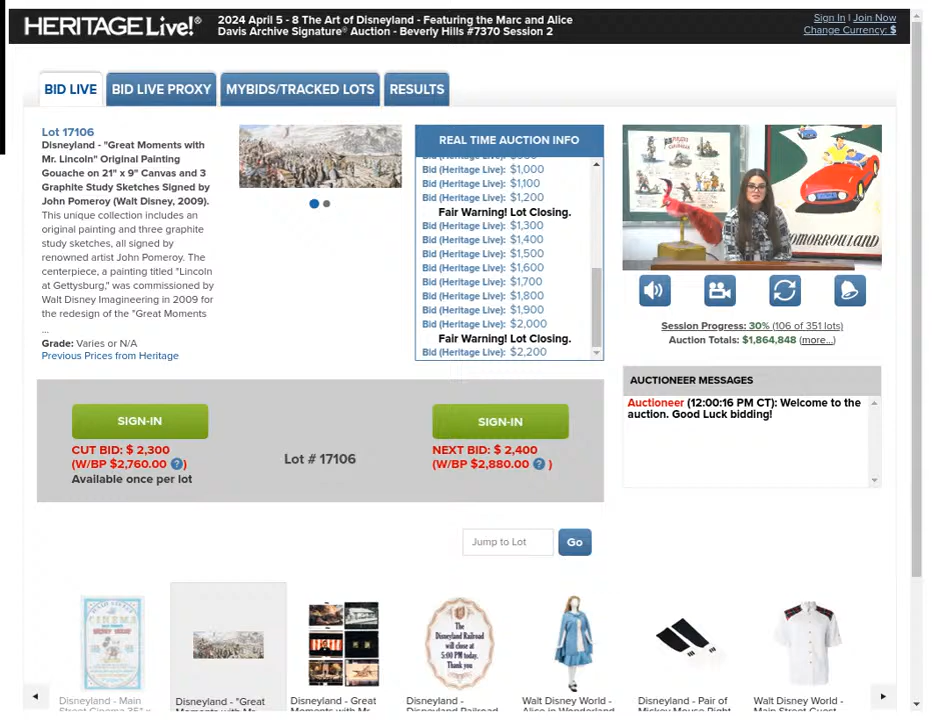 HERITAGE Live!®
2024 April 5 - 8 The Art of Disneyland - Featuring the Marc and Alice
Davis Archive Signature® Auction - Beverly Hills #7370 Session 2
Sign In | Join Now
Change Currency: $
BID LIVE
BID LIVE PROXY
MYBIDS/TRACKED LOTS
RESULTS
Lot 17106
Disneyland - "Great Moments with
Mr. Lincoln" Original Painting
Gouache on 21" x 9" Canvas and 3
Graphite Study Sketches Signed by
John Pomeroy (Walt Disney, 2009).
This unique collection includes an
original painting and three graphite
study sketches, all signed by
renowned artist John Pomeroy. The
centerpiece, a painting titled "Lincoln
at Gettysburg," was commissioned by
Walt Disney Imagineering in 2009 for
the redesign of the "Great Moments
...
Grade: Varies or N/A
Previous Prices from Heritage
REAL TIME AUCTION INFO
Bid (Heritage Live): $1,000
Bid (Heritage Live): $1,100
Bid (Heritage Live): $1,200
Fair Warning! Lot Closing.
Bid (Heritage Live): $1,300
Bid (Heritage Live): $1,400
Bid (Heritage Live): $1,500
Bid (Heritage Live): $1,600
Bid (Heritage Live): $1,700
Bid (Heritage Live): $1,800
Bid (Heritage Live): $1,900
Bid (Heritage Live): $2,000
Fair Warning! Lot Closing.
Bid (Heritage Live): $2,200
TOMORROWLAND
Session Progress: 30% (106 of 351 lots)
Auction Totals: $1,864,848 (more...)
AUCTIONEER MESSAGES
Auctioneer (12:00:16 PM CT): Welcome to the
auction. Good Luck bidding!
SIGN-IN
CUT BID: $ 2,300
(W/BP $2,760.00 ?)
Available once per lot
Lot # 17106
SIGN-IN
NEXT BID: $ 2,400
(W/BP $2,880.00 ? )
Jump to Lot
Go
CINEMA
The
Disneyland Railroad
will close at
5:00 PM today.
Thank you
Disneyland - Main
Disneyland - "Great
Disneyland - Great
Disneyland -
Walt Disney World -
Disneyland - Pair of
Walt Disney World -